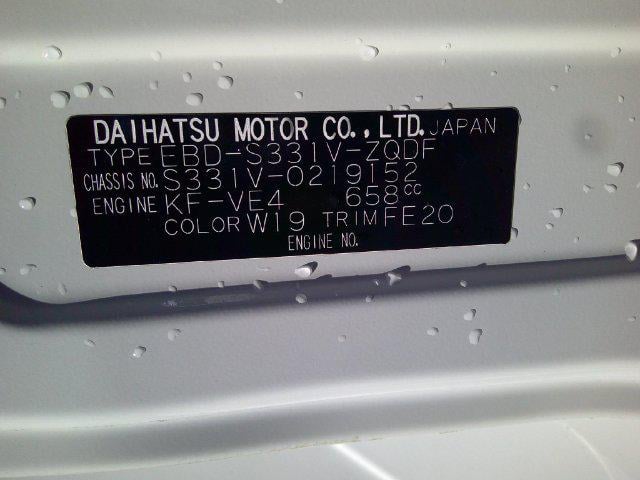 DAIHATSU MOTOR CO., LTD. JAPAN
TYPE EBD-S331V-ZQDF
CHASSIS NO. S331V-0219152
ENGINE KF-VE4 658cc
COLOR W19 TRIM FE20
ENGINE NO.